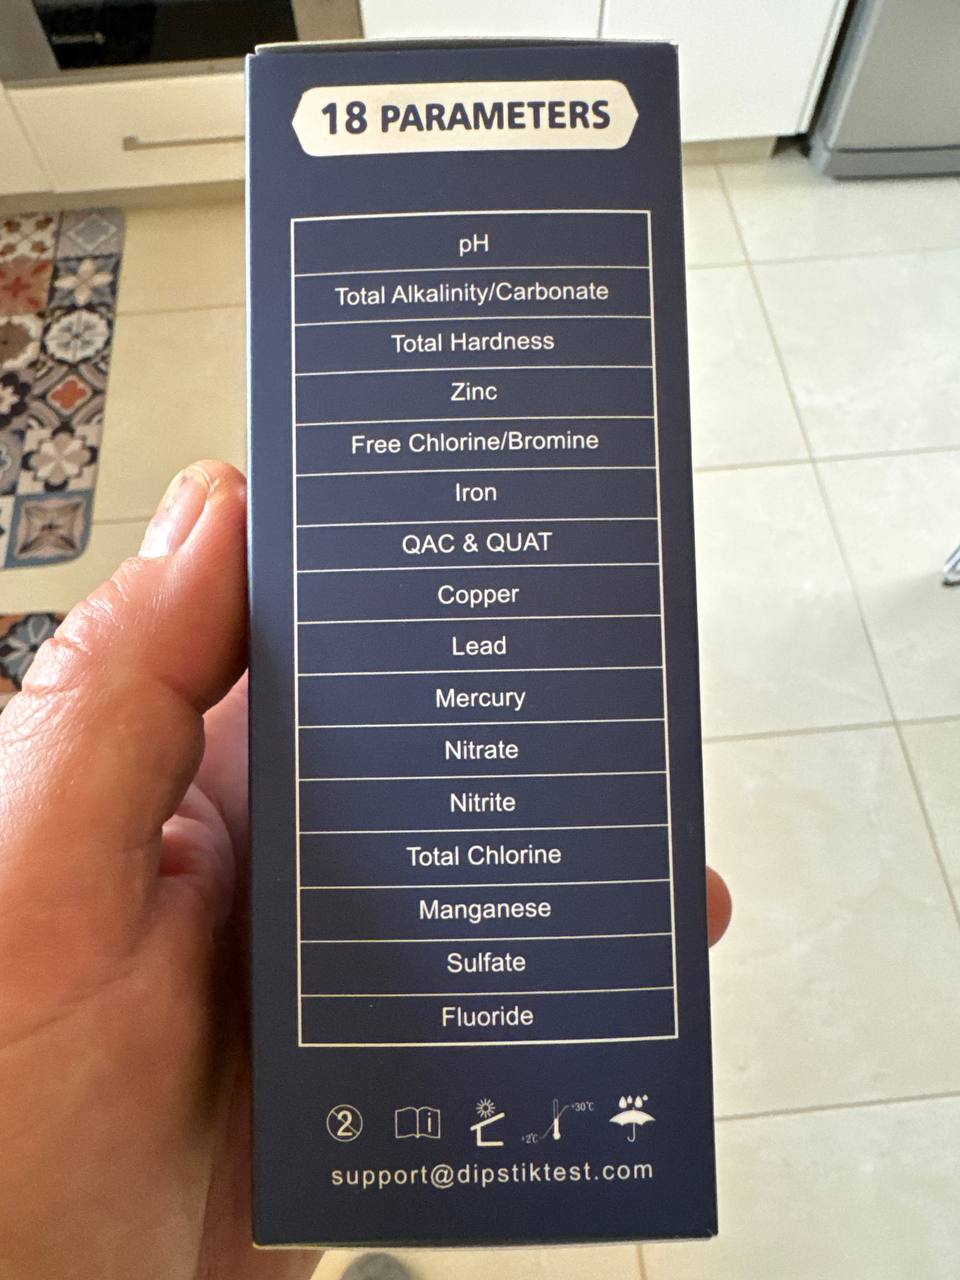 18 PARAMETERS
pH
Total Alkalinity/Carbonate
Total Hardness
Zinc
Free Chlorine/Bromine
Iron
QAC & QUAT
Copper
Lead
Mercury
Nitrate
Nitrite
Total Chlorine
Manganese
Sulfate
Fluoride
2
i
+30°C
+2°C
support@dipstiktest.com